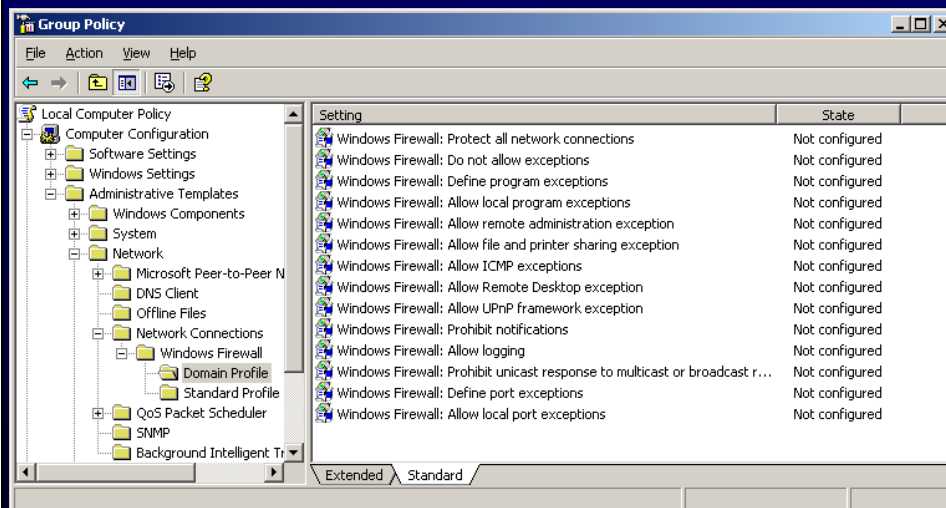 Group Policy
File Action View Help
Local Computer Policy
Computer Configuration
Software Settings
Windows Settings
Administrative Templates
Windows Components
System
Network
Microsoft Peer-to-Peer N
DNS Client
Offline Files
Network Connections
Windows Firewall
Domain Profile
Standard Profile
QoS Packet Scheduler
SNMP
Background Intelligent Tr
Setting State
Windows Firewall: Protect all network connections Not configured
Windows Firewall: Do not allow exceptions Not configured
Windows Firewall: Define program exceptions Not configured
Windows Firewall: Allow local program exceptions Not configured
Windows Firewall: Allow remote administration exception Not configured
Windows Firewall: Allow file and printer sharing exception Not configured
Windows Firewall: Allow ICMP exceptions Not configured
Windows Firewall: Allow Remote Desktop exception Not configured
Windows Firewall: Allow UPnP framework exception Not configured
Windows Firewall: Prohibit notifications Not configured
Windows Firewall: Allow logging Not configured
Windows Firewall: Prohibit unicast response to multicast or broadcast r... Not configured
Windows Firewall: Define port exceptions Not configured
Windows Firewall: Allow local port exceptions Not configured
Extended Standard